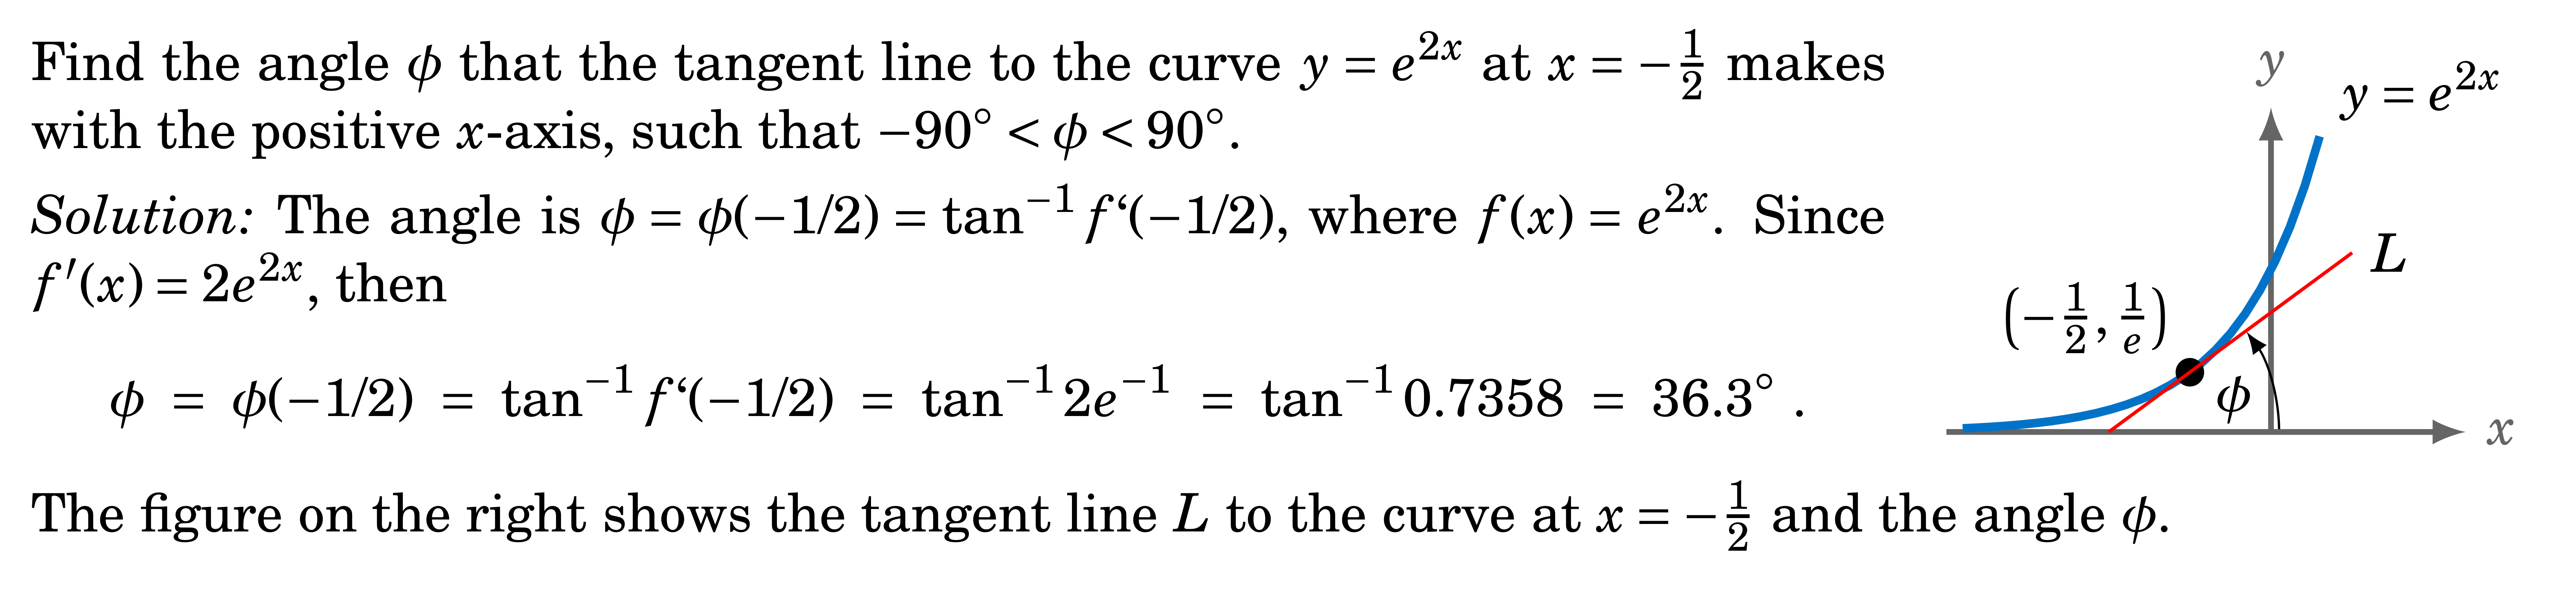 Find the angle ϕ that the tangent line to the curve y = e^{2x} at x = −\frac{1}{2} makes
with the positive x-axis, such that −90° < ϕ < 90°.
Solution: The angle is ϕ = ϕ(−1/2) = tan^{−1} f‘(−1/2), where f(x) = e^{2x}. Since
f′(x) = 2e^{2x}, then
ϕ = ϕ(−1/2) = tan^{−1} f‘(−1/2) = tan^{−1} 2e^{−1} = tan^{−1} 0.7358 = 36.3° .
The figure on the right shows the tangent line L to the curve at x = −\frac{1}{2} and the angle ϕ.
y
y = e^{2x}
L
(−\frac{1}{2}, \frac{1}{e})
ϕ
x